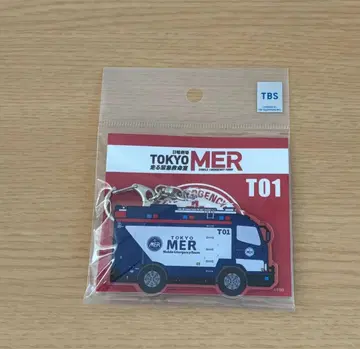 TBS
日曜劇場
TOKYO MER
走る緊急救命室
T01
EMERGENCY
T01
TOKYO
MER
Mobile Emergency Room